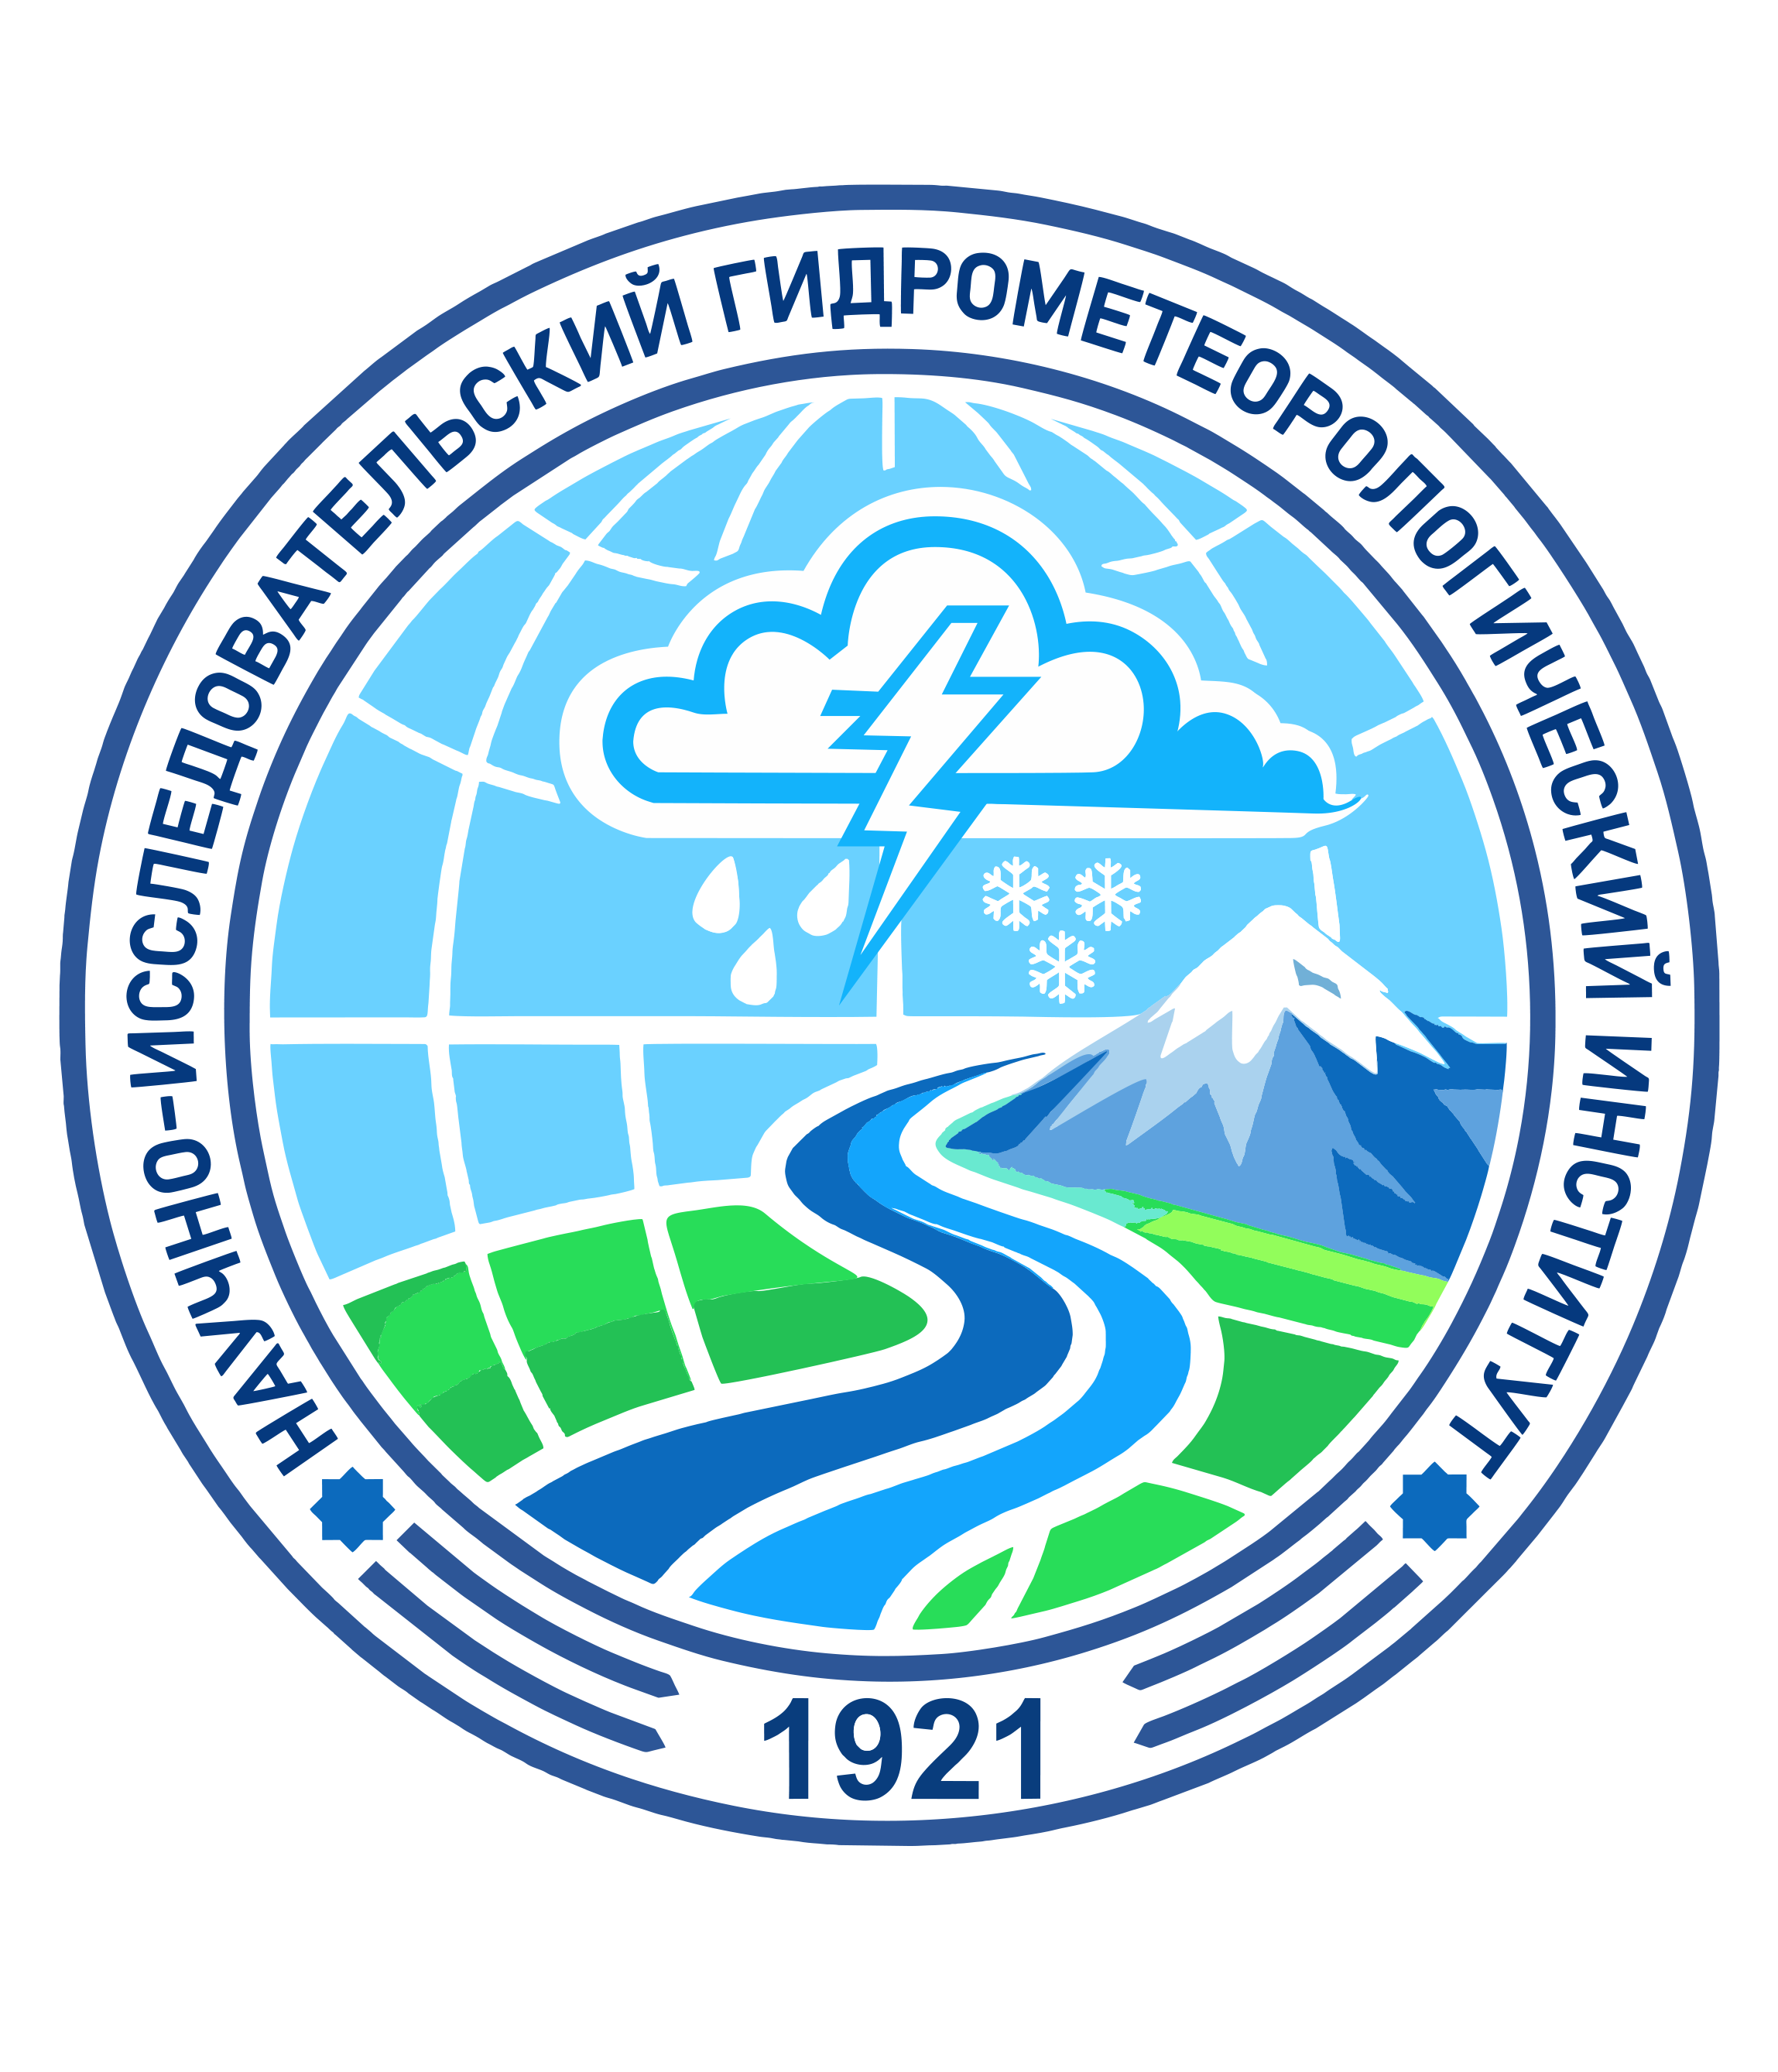 НАУЧНО-ИССЛЕДОВАТЕЛЬСКИЙ ГИДРОМЕТЕОРОЛОГИЧЕСКИЙ ИНСТИТУТ
1921